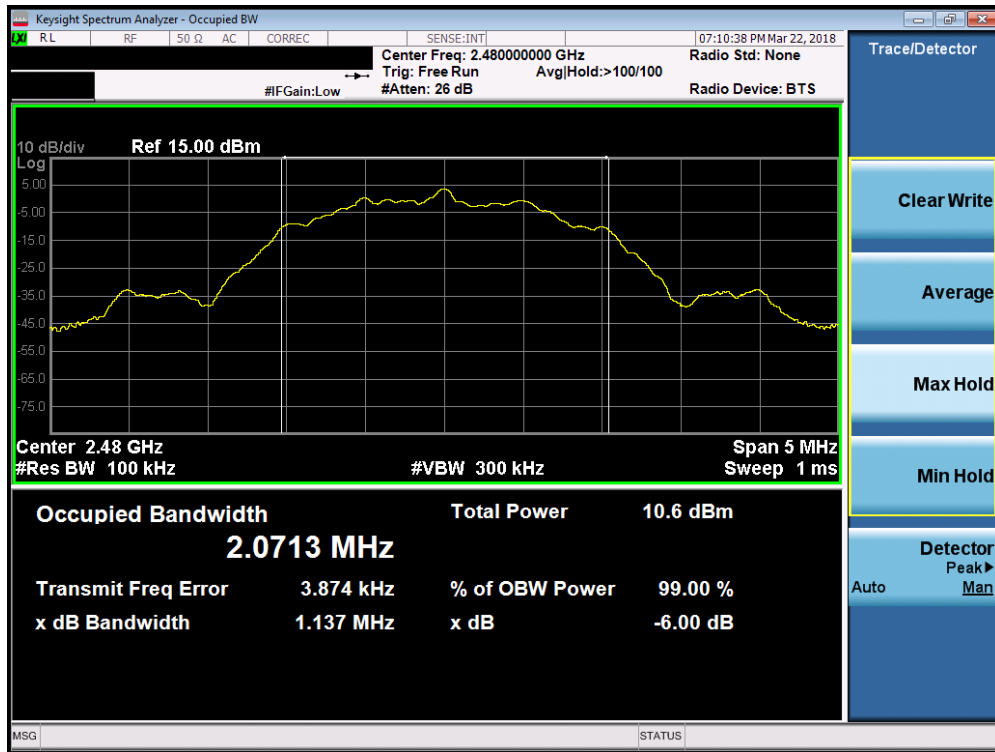 Keysight Spectrum Analyzer - Occupied BW
LXI RL RF 50 Ω AC CORREC SENSE:INT 07:10:38 PM Mar 22, 2018
Center Freq: 2.480000000 GHz Radio Std: None
Trig: Free Run Avg|Hold:>100/100
#IFGain:Low #Atten: 26 dB Radio Device: BTS
10 dB/div Ref 15.00 dBm
Log
5.00
-5.00
-15.0
-25.0
-35.0
-45.0
-55.0
-65.0
-75.0
Center 2.48 GHz Span 5 MHz
#Res BW 100 kHz #VBW 300 kHz Sweep 1 ms
Occupied Bandwidth Total Power 10.6 dBm
2.0713 MHz
Transmit Freq Error 3.874 kHz % of OBW Power 99.00 %
x dB Bandwidth 1.137 MHz x dB -6.00 dB
MSG STATUS
Trace/Detector
Clear Write
Average
Max Hold
Min Hold
Detector
Peak▶
Auto Man